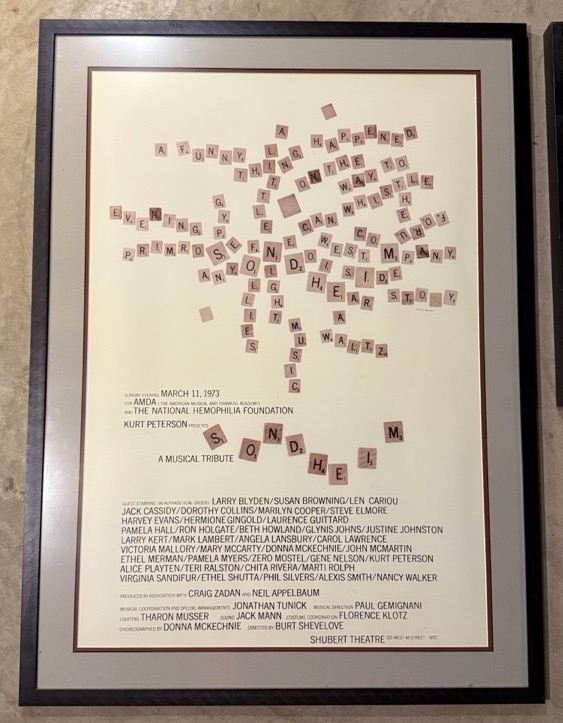 A FUNNY THING HAPPENED
ON THE WAY TO THE FORUM
A LITTLE NIGHT MUSIC
ANYONE CAN WHISTLE
EVENING PRIMROSE
GYPSY
FOLLIES
COMPANY
WEST SIDE STORY
DO I HEAR A WALTZ
SONDHEIM
SUNDAY EVENING MARCH 11, 1973
FOR AMDA (THE AMERICAN MUSICAL AND DRAMATIC ACADEMY)
AND THE NATIONAL HEMOPHILIA FOUNDATION
KURT PETERSON PRESENTS
SONDHEIM
A MUSICAL TRIBUTE
GUEST STARRING (IN ALPHABETICAL ORDER) LARRY BLYDEN/SUSAN BROWNING/LEN CARIOU
JACK CASSIDY/DOROTHY COLLINS/MARILYN COOPER/STEVE ELMORE
HARVEY EVANS/HERMIONE GINGOLD/LAURENCE GUITTARD
PAMELA HALL/RON HOLGATE/BETH HOWLAND/GLYNIS JOHNS/JUSTINE JOHNSTON
LARRY KERT/MARK LAMBERT/ANGELA LANSBURY/CAROL LAWRENCE
VICTORIA MALLORY/MARY MCCARTY/DONNA MCKECHNIE/JOHN MCMARTIN
ETHEL MERMAN/PAMELA MYERS/ZERO MOSTEL/GENE NELSON/KURT PETERSON
ALICE PLAYTEN/TERI RALSTON/CHITA RIVERA/MARTI ROLPH
VIRGINIA SANDIFUR/ETHEL SHUTTA/PHIL SILVERS/ALEXIS SMITH/NANCY WALKER
PRODUCED IN ASSOCIATION WITH CRAIG ZADAN AND NEIL APPELBAUM
MUSICAL COORDINATION AND SPECIAL ARRANGEMENTS JONATHAN TUNICK MUSICAL DIRECTION PAUL GEMIGNANI
LIGHTING THARON MUSSER SOUND JACK MANN COSTUME COORDINATION FLORENCE KLOTZ
CHOREOGRAPHED BY DONNA MCKECHNIE DIRECTED BY BURT SHEVELOVE
SHUBERT THEATRE 225 WEST 44 STREET NYC